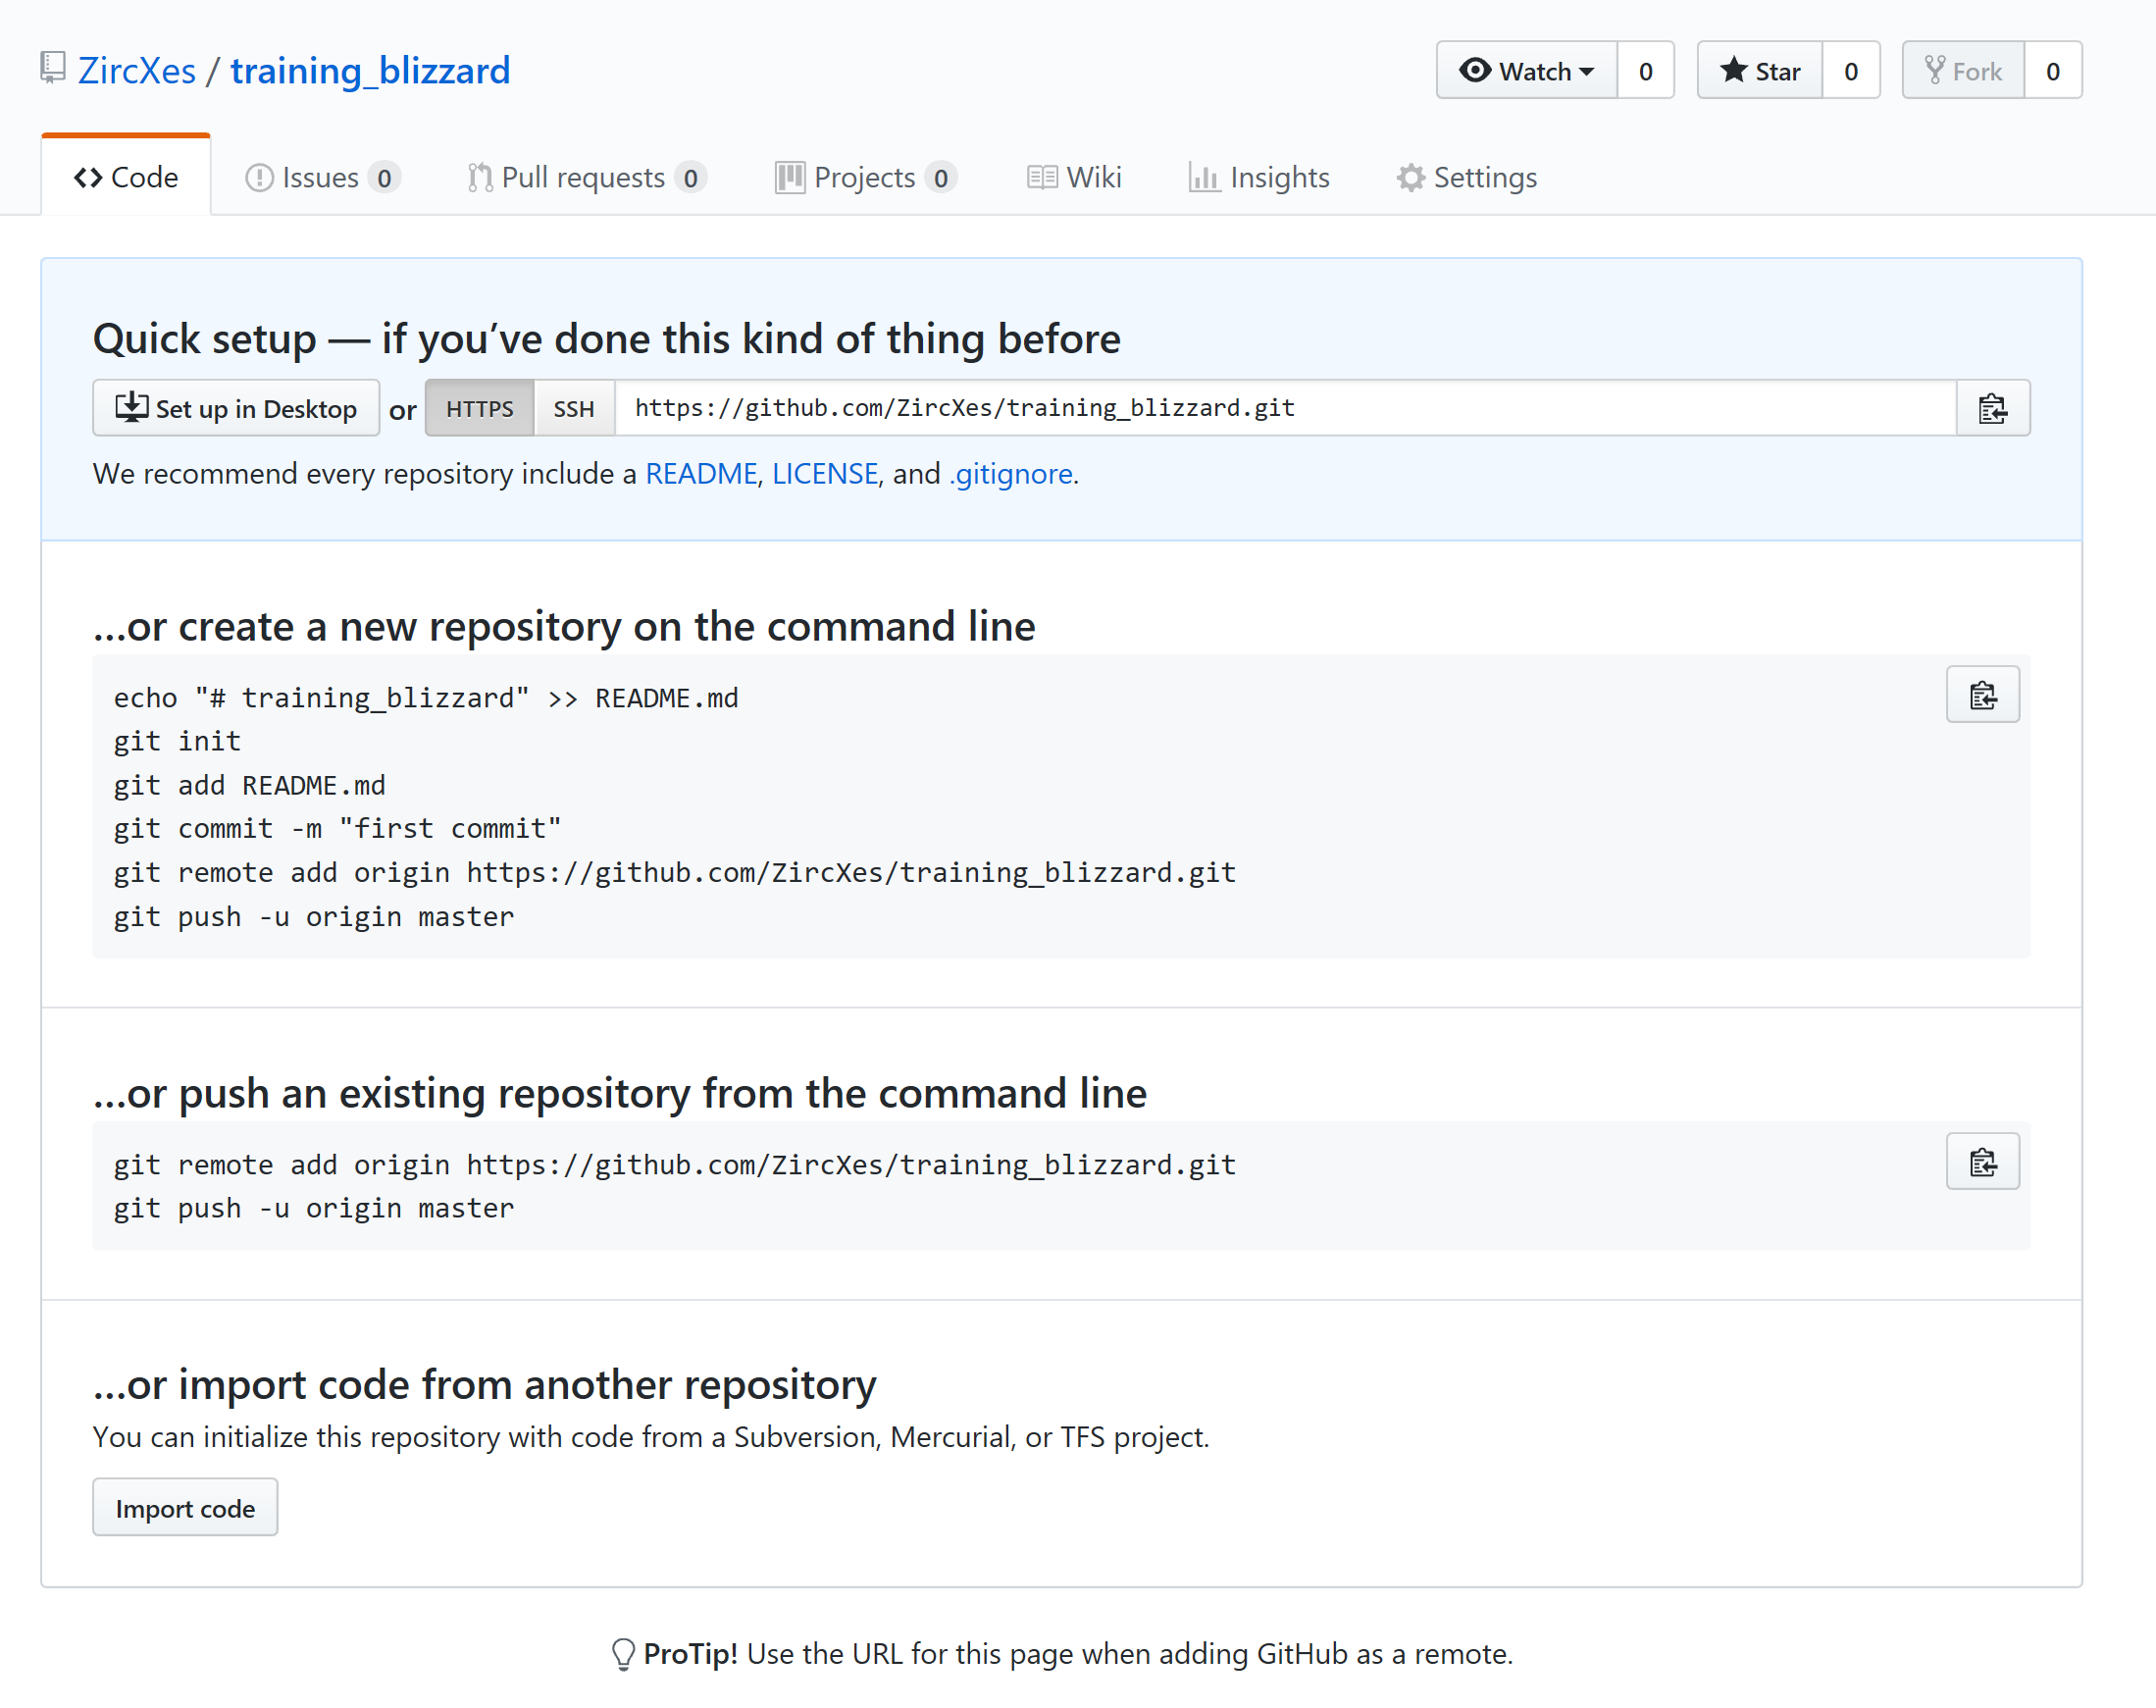 ZircXes / training_blizzard
Watch 0 Star 0 Fork 0
Code Issues 0 Pull requests 0 Projects 0 Wiki Insights Settings
Quick setup — if you’ve done this kind of thing before
Set up in Desktop or HTTPS SSH https://github.com/ZircXes/training_blizzard.git
We recommend every repository include a README, LICENSE, and .gitignore.
…or create a new repository on the command line
echo "# training_blizzard" >> README.md
git init
git add README.md
git commit -m "first commit"
git remote add origin https://github.com/ZircXes/training_blizzard.git
git push -u origin master
…or push an existing repository from the command line
git remote add origin https://github.com/ZircXes/training_blizzard.git
git push -u origin master
…or import code from another repository
You can initialize this repository with code from a Subversion, Mercurial, or TFS project.
Import code
ProTip! Use the URL for this page when adding GitHub as a remote.